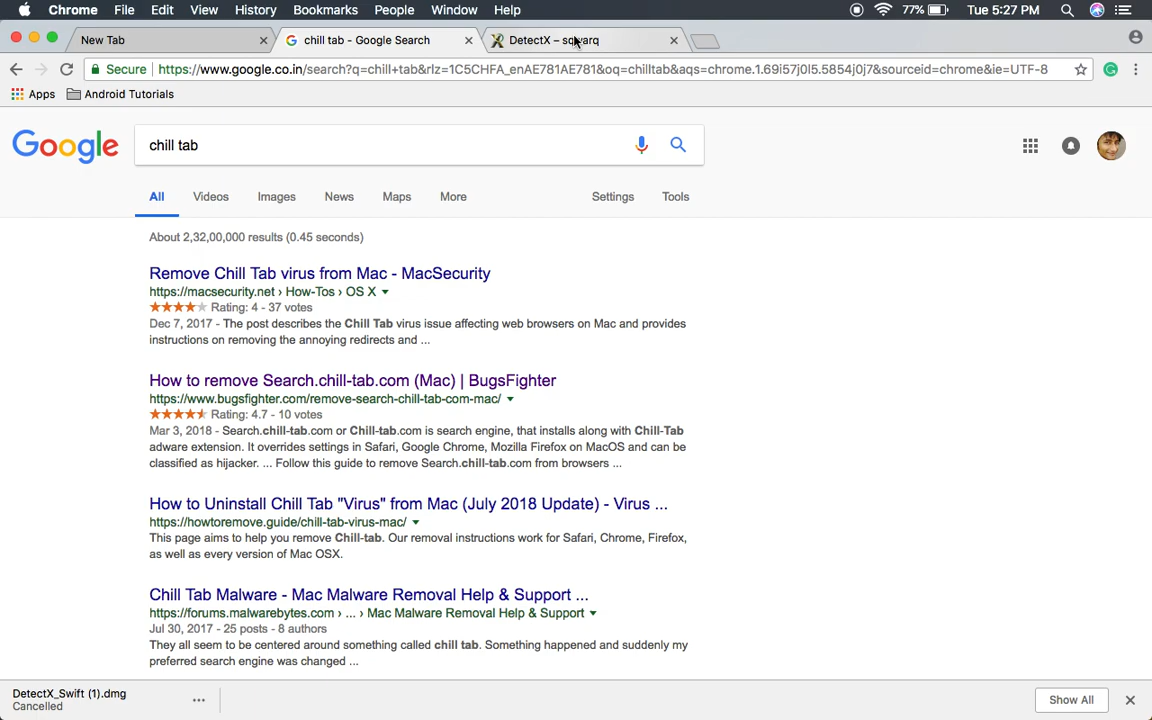 Chrome File Edit View History Bookmarks People Window Help 77% Tue 5:27 PM
New Tab chill tab - Google Search DetectX – sqwarq
Secure https://www.google.co.in/search?q=chill+tab&rlz=1C5CHFA_enAE781AE781&oq=chilltab&aqs=chrome.1.69i57j0l5.5854j0j7&sourceid=chrome&ie=UTF-8
Apps Android Tutorials
Google chill tab
All Videos Images News Maps More Settings Tools
About 2,32,00,000 results (0.45 seconds)
Remove Chill Tab virus from Mac - MacSecurity
https://macsecurity.net › How-Tos › OS X
Rating: 4 - 37 votes
Dec 7, 2017 - The post describes the Chill Tab virus issue affecting web browsers on Mac and provides
instructions on removing the annoying redirects and ...
How to remove Search.chill-tab.com (Mac) | BugsFighter
https://www.bugsfighter.com/remove-search-chill-tab-com-mac/
Rating: 4.7 - 10 votes
Mar 3, 2018 - Search.chill-tab.com or Chill-tab.com is search engine, that installs along with Chill-Tab
adware extension. It overrides settings in Safari, Google Chrome, Mozilla Firefox on MacOS and can be
classified as hijacker. ... Follow this guide to remove Search.chill-tab.com from browsers ...
How to Uninstall Chill Tab "Virus" from Mac (July 2018 Update) - Virus ...
https://howtoremove.guide/chill-tab-virus-mac/
This page aims to help you remove Chill-tab. Our removal instructions work for Safari, Chrome, Firefox,
as well as every version of Mac OSX.
Chill Tab Malware - Mac Malware Removal Help & Support ...
https://forums.malwarebytes.com › ... › Mac Malware Removal Help & Support
Jul 30, 2017 - 25 posts - 8 authors
They all seem to be centered around something called chill tab. Something happened and suddenly my
preferred search engine was changed ...
DetectX_Swift (1).dmg
Cancelled
Show All